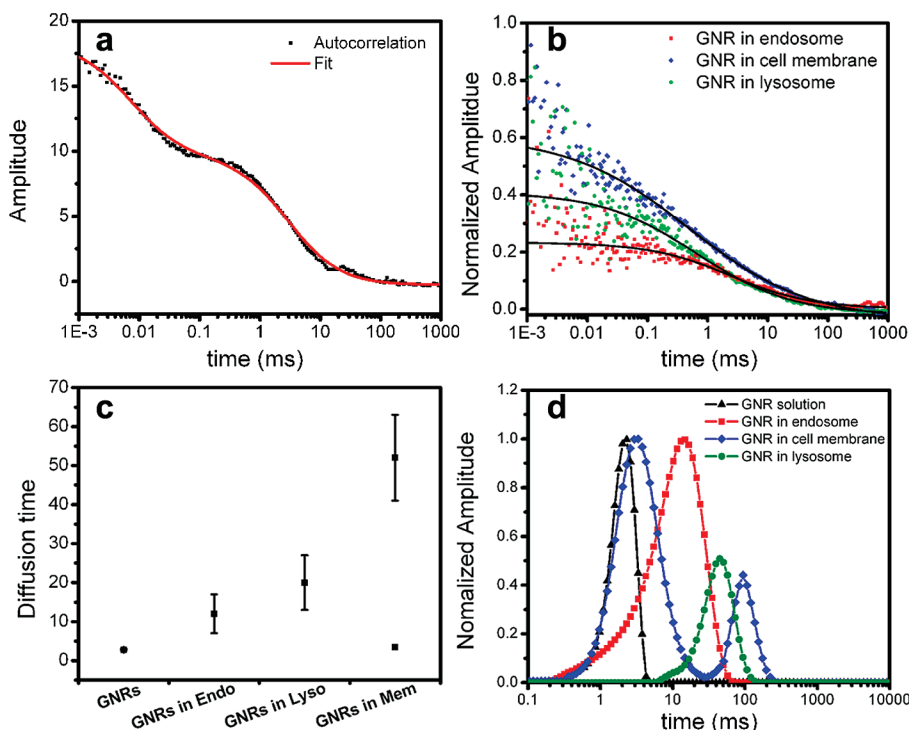 a
Autocorrelation
Fit
20
15
10
5
0
Amplitude
1E-3 0.01 0.1 1 10 100 1000
time (ms)
b
GNR in endosome
GNR in cell membrane
GNR in lysosome
1.0
0.8
0.6
0.4
0.2
0.0
Normalized Amplitdue
1E-3 0.01 0.1 1 10 100 1000
time (ms)
c
70
60
50
40
30
20
10
0
Diffusion time
GNRs GNRs in Endo GNRs in Lyso GNRs in Mem
d
GNR solution
GNR in endosome
GNR in cell membrane
GNR in lysosome
1.2
1.0
0.8
0.6
0.4
0.2
0.0
Normalized Amplitude
0.1 1 10 100 1000 10000
time (ms)